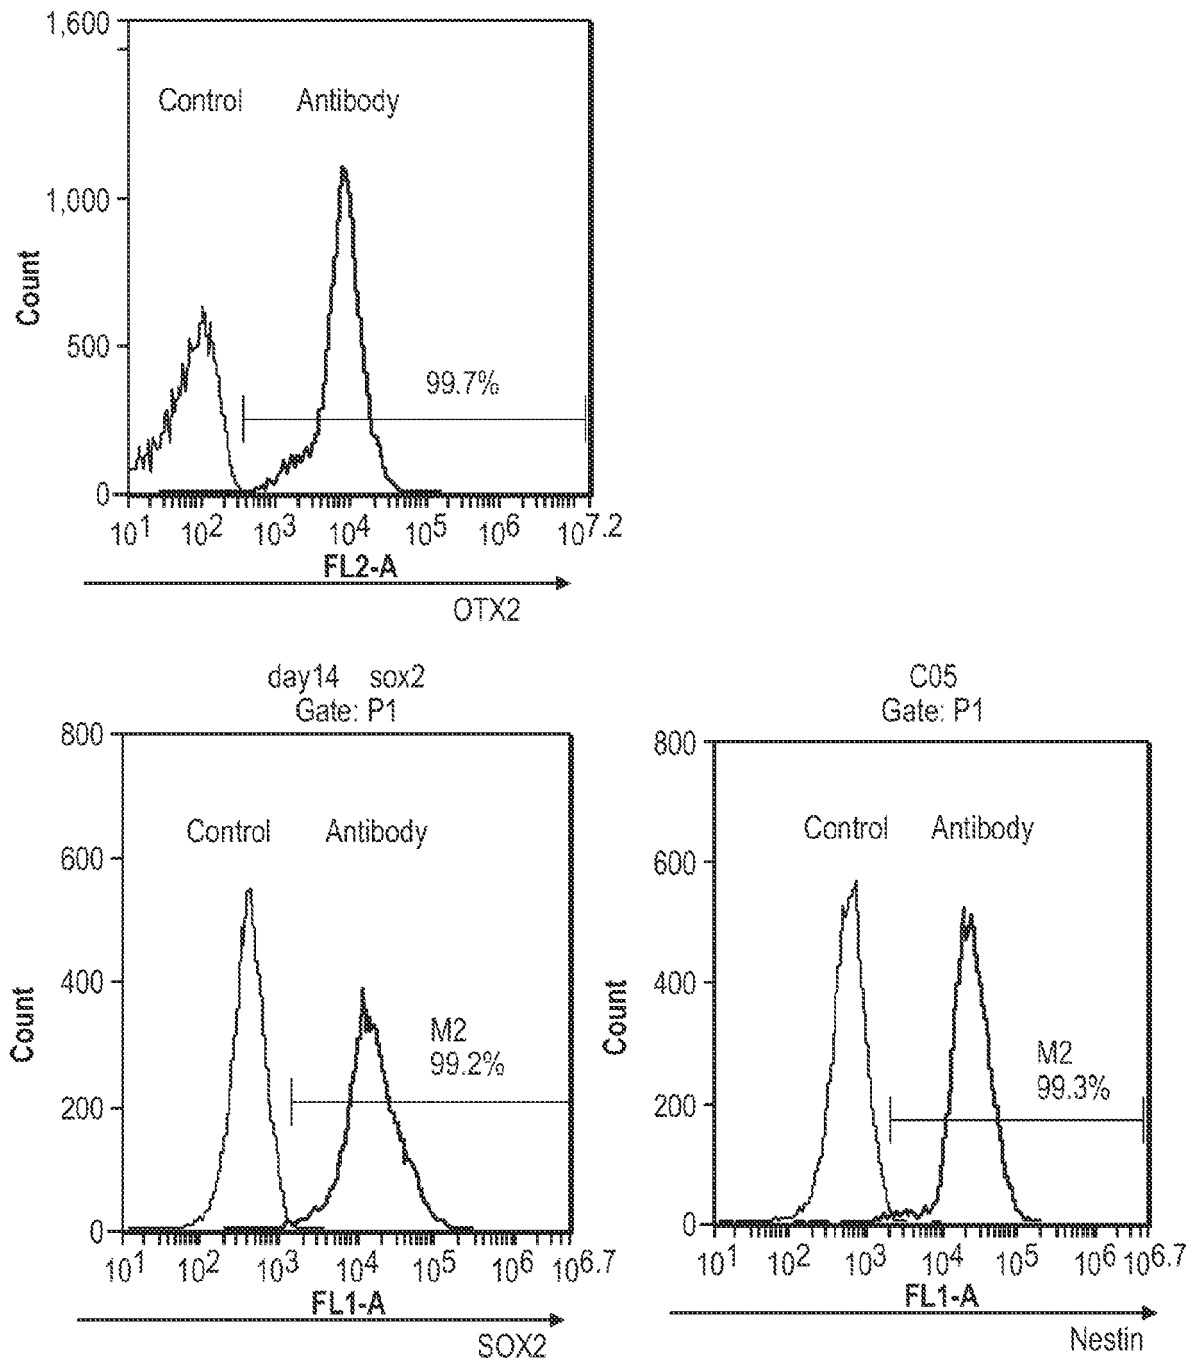 1,600
Control Antibody
1,000
Count
500
99.7%
0
10^1 10^2 10^3 10^4 10^5 10^6 10^7.2
FL2-A
OTX2
day14 sox2
Gate: P1
800
Control Antibody
600
Count
400
M2
99.2%
200
0
10^1 10^2 10^3 10^4 10^5 10^6 10^6.7
FL1-A
SOX2
C05
Gate: P1
800
Control Antibody
600
Count
400
M2
99.3%
200
0
10^1 10^2 10^3 10^4 10^5 10^6 10^6.7
FL1-A
Nestin